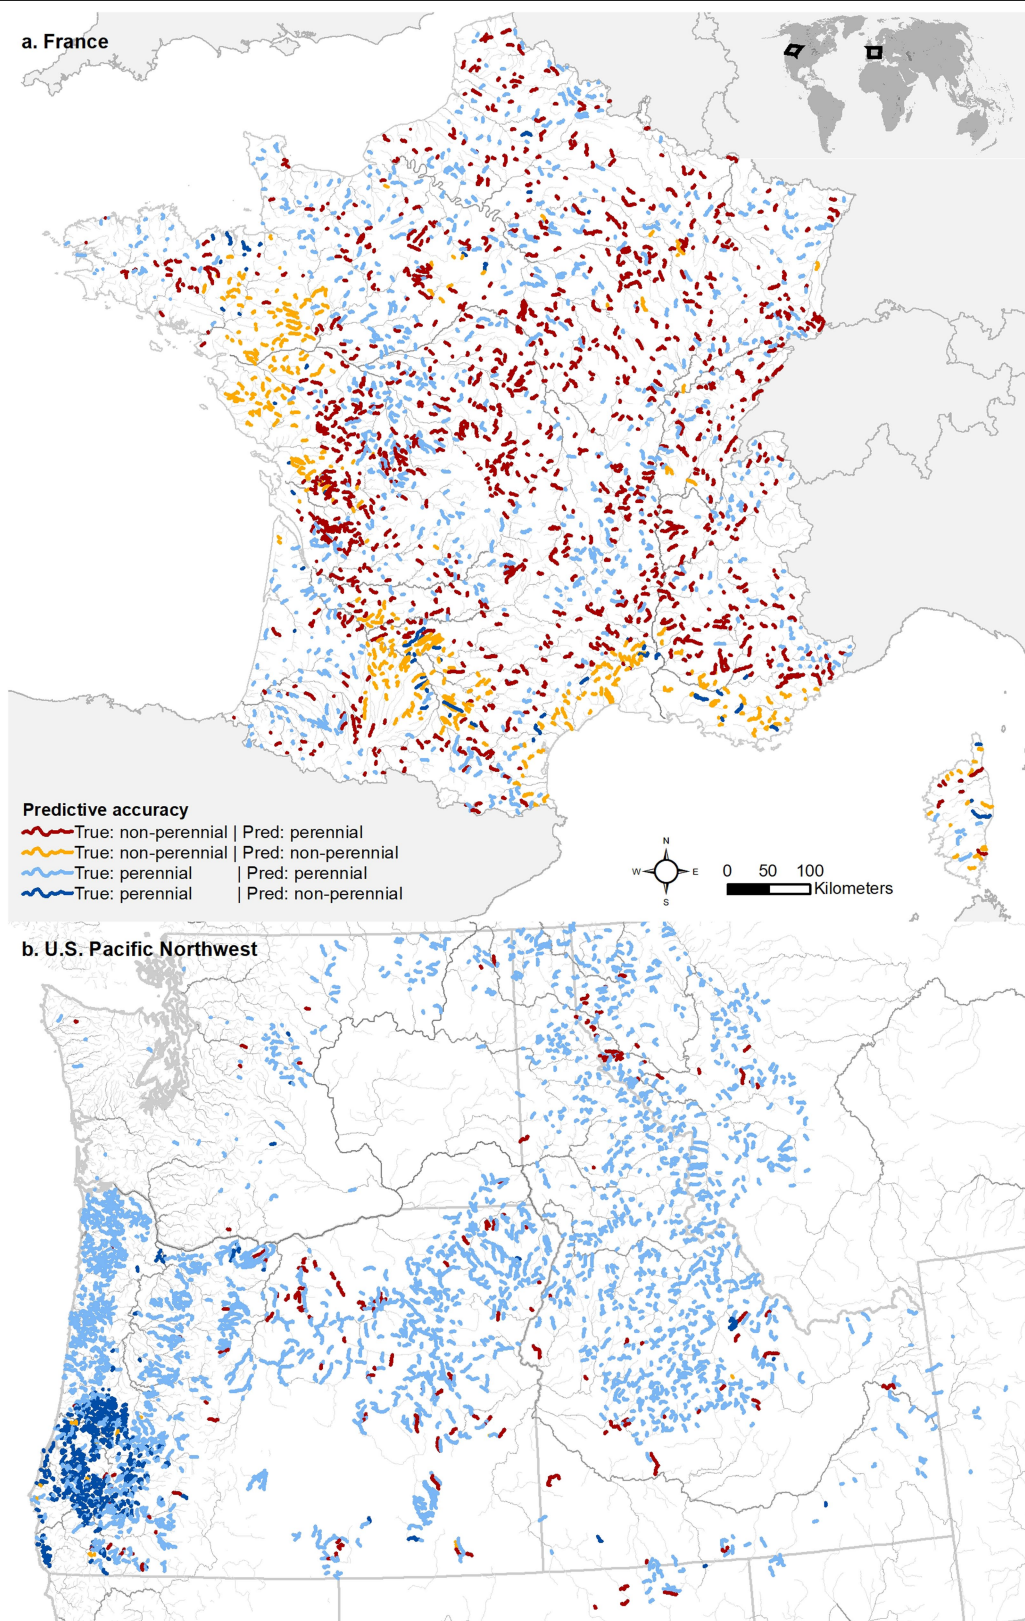 a. France
Predictive accuracy
True: non-perennial | Pred: perennial
True: non-perennial | Pred: non-perennial
True: perennial | Pred: perennial
True: perennial | Pred: non-perennial
N
W E
S
0 50 100
Kilometers
b. U.S. Pacific Northwest